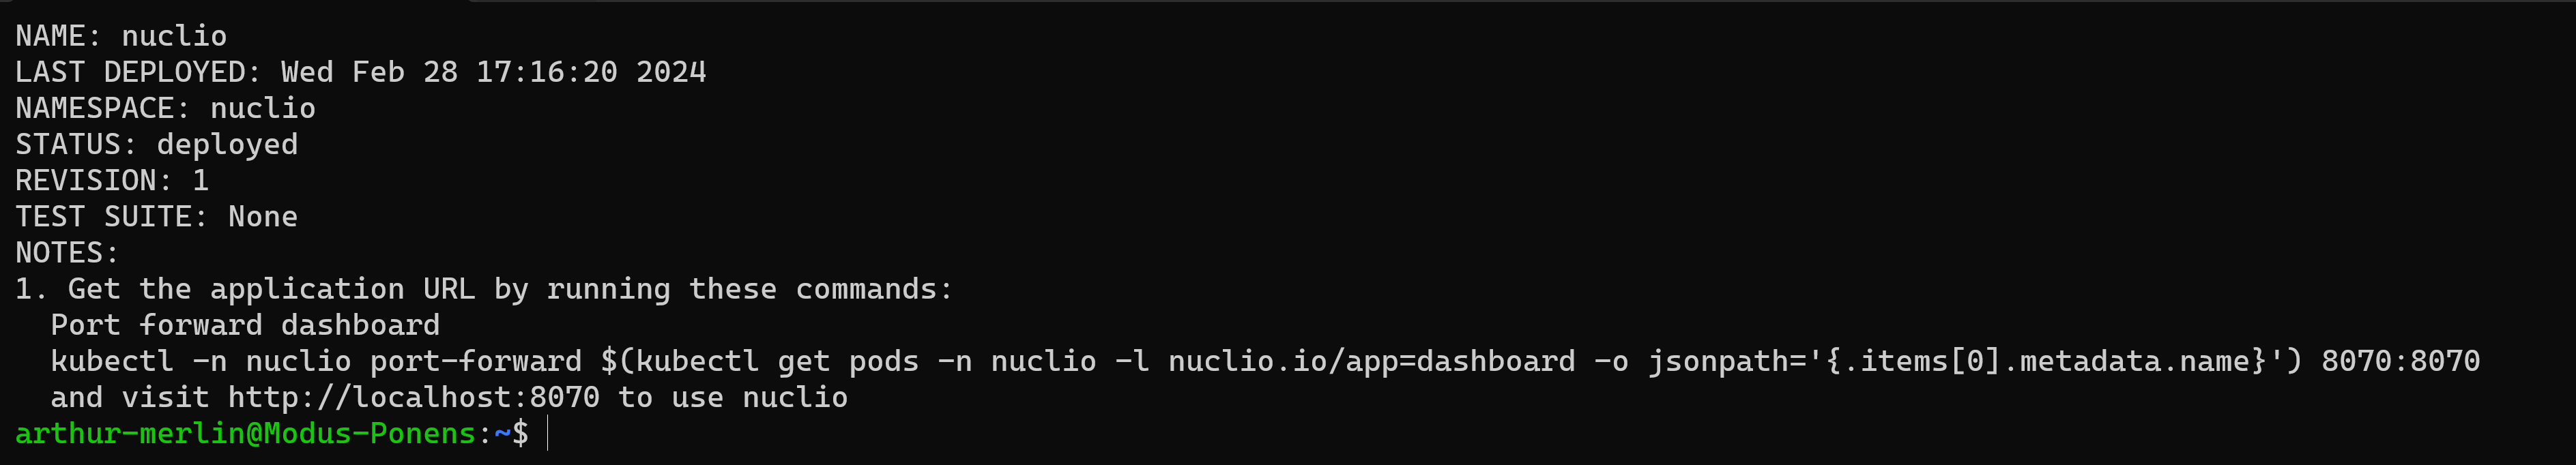 NAME: nuclio
LAST DEPLOYED: Wed Feb 28 17:16:20 2024
NAMESPACE: nuclio
STATUS: deployed
REVISION: 1
TEST SUITE: None
NOTES:
1. Get the application URL by running these commands:
  Port forward dashboard
  kubectl -n nuclio port-forward $(kubectl get pods -n nuclio -l nuclio.io/app=dashboard -o jsonpath='{.items[0].metadata.name}') 8070:8070
  and visit http://localhost:8070 to use nuclio
arthur-merlin@Modus-Ponens:~$